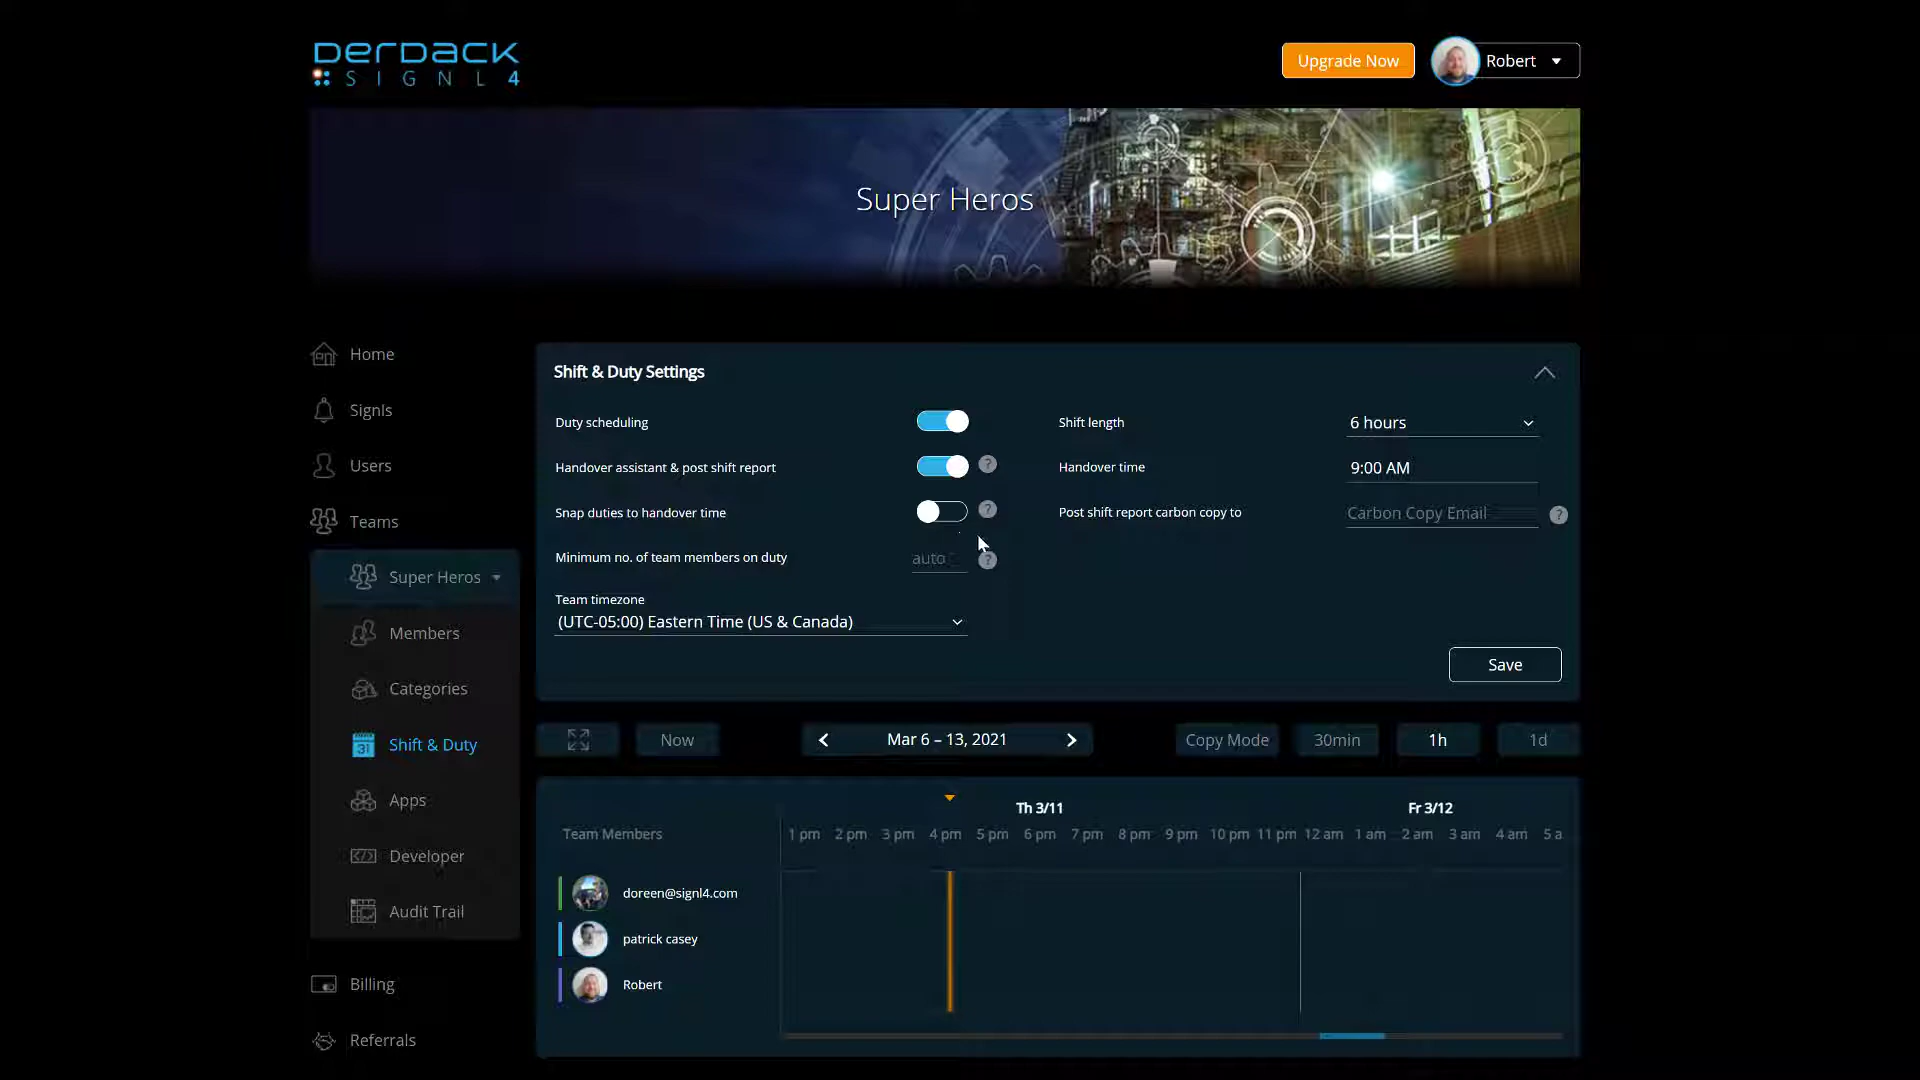 Derdack
SIGNL4
Upgrade Now
Robert
Super Heros
Home
Signls
Users
Teams
Super Heros
Members
Categories
31
Shift & Duty
Apps
Developer
Audit Trail
Billing
Referrals
Shift & Duty Settings
Duty scheduling
Shift length
6 hours
Handover assistant & post shift report
?
Handover time
9:00 AM
Snap duties to handover time
?
Post shift report carbon copy to
Carbon Copy Email
?
Minimum no. of team members on duty
auto
?
Team timezone
(UTC-05:00) Eastern Time (US & Canada)
Save
Now
Mar 6 – 13, 2021
Copy Mode
30min
1h
1d
Th 3/11
Fr 3/12
Team Members
1 pm 2 pm 3 pm 4 pm 5 pm 6 pm 7 pm 8 pm 9 pm 10 pm 11 pm 12 am 1 am 2 am 3 am 4 am 5 a
doreen@signl4.com
patrick casey
Robert